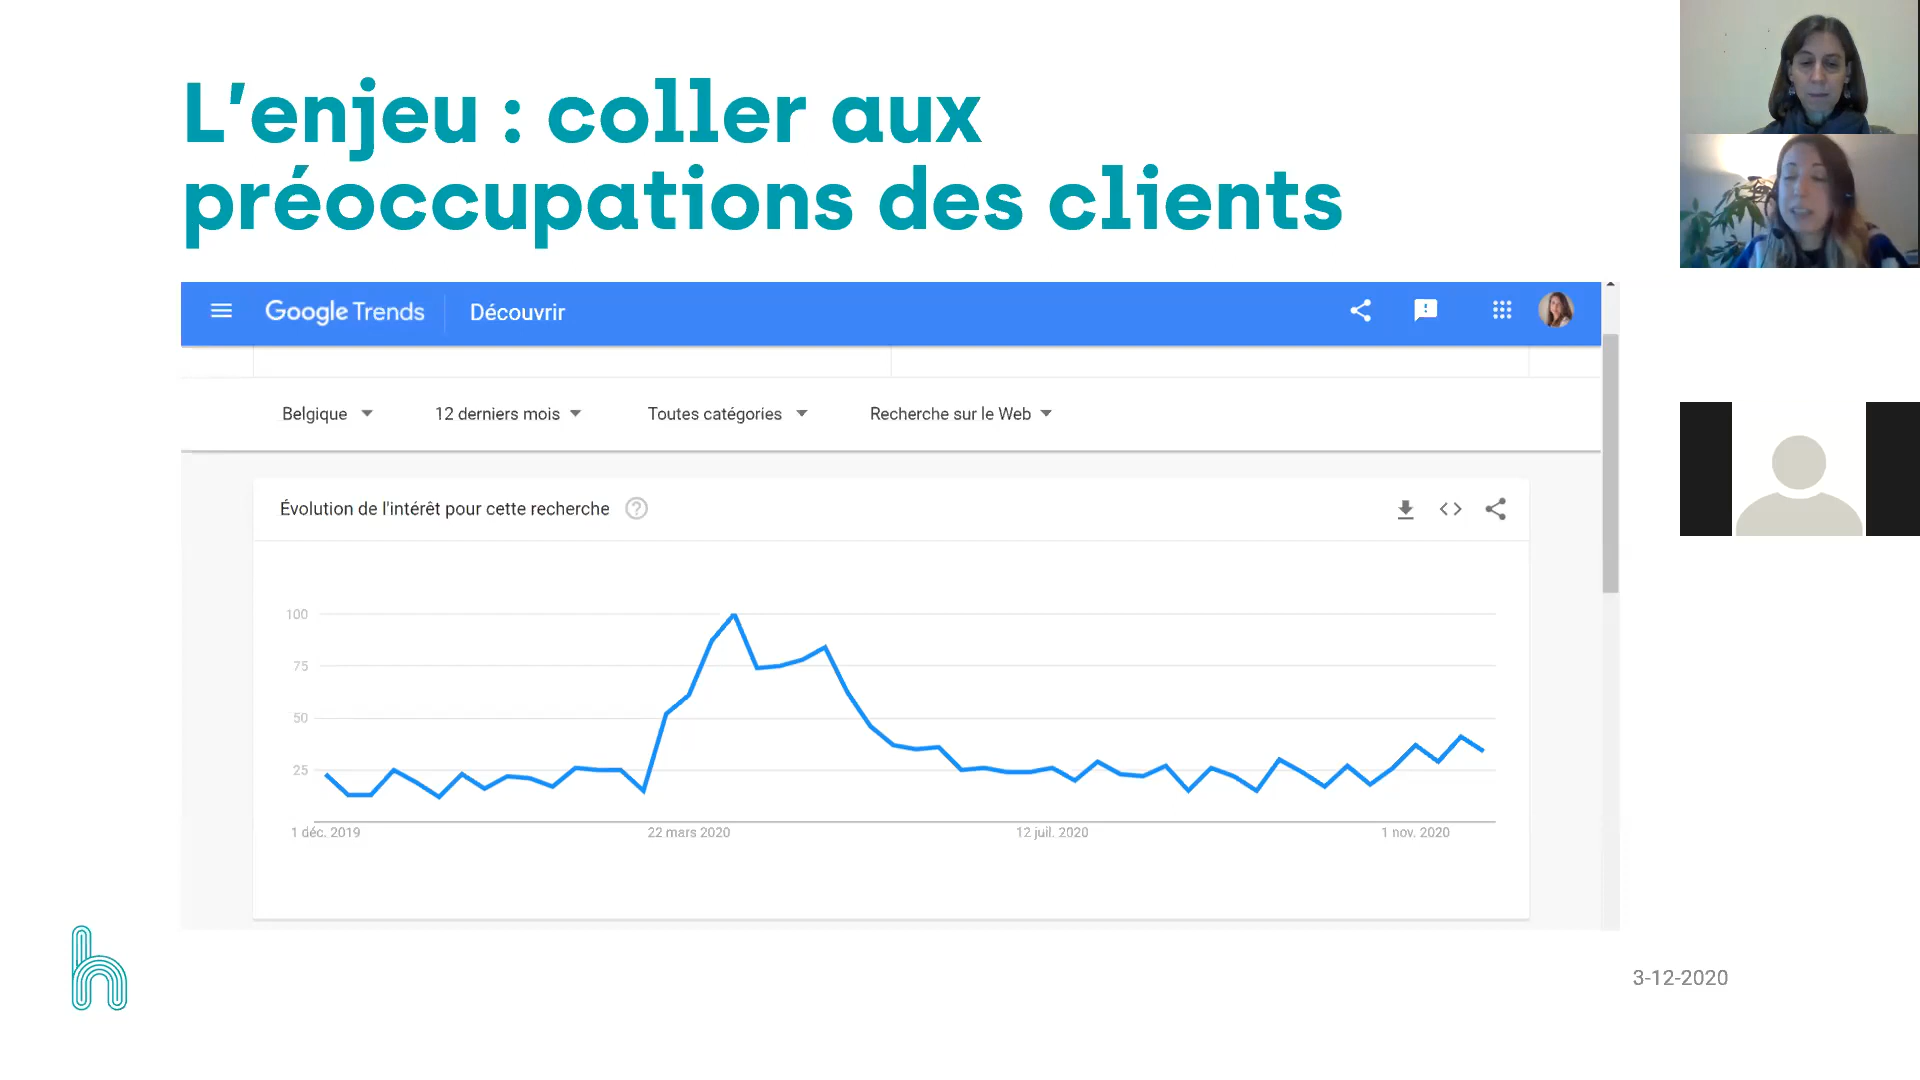 L'enjeu : coller aux
préoccupations des clients
Google Trends Découvrir
Belgique 12 derniers mois Toutes catégories Recherche sur le Web
Évolution de l'intérêt pour cette recherche ?
100
75
50
25
1 déc. 2019 22 mars 2020 12 juil. 2020 1 nov. 2020
h
3-12-2020